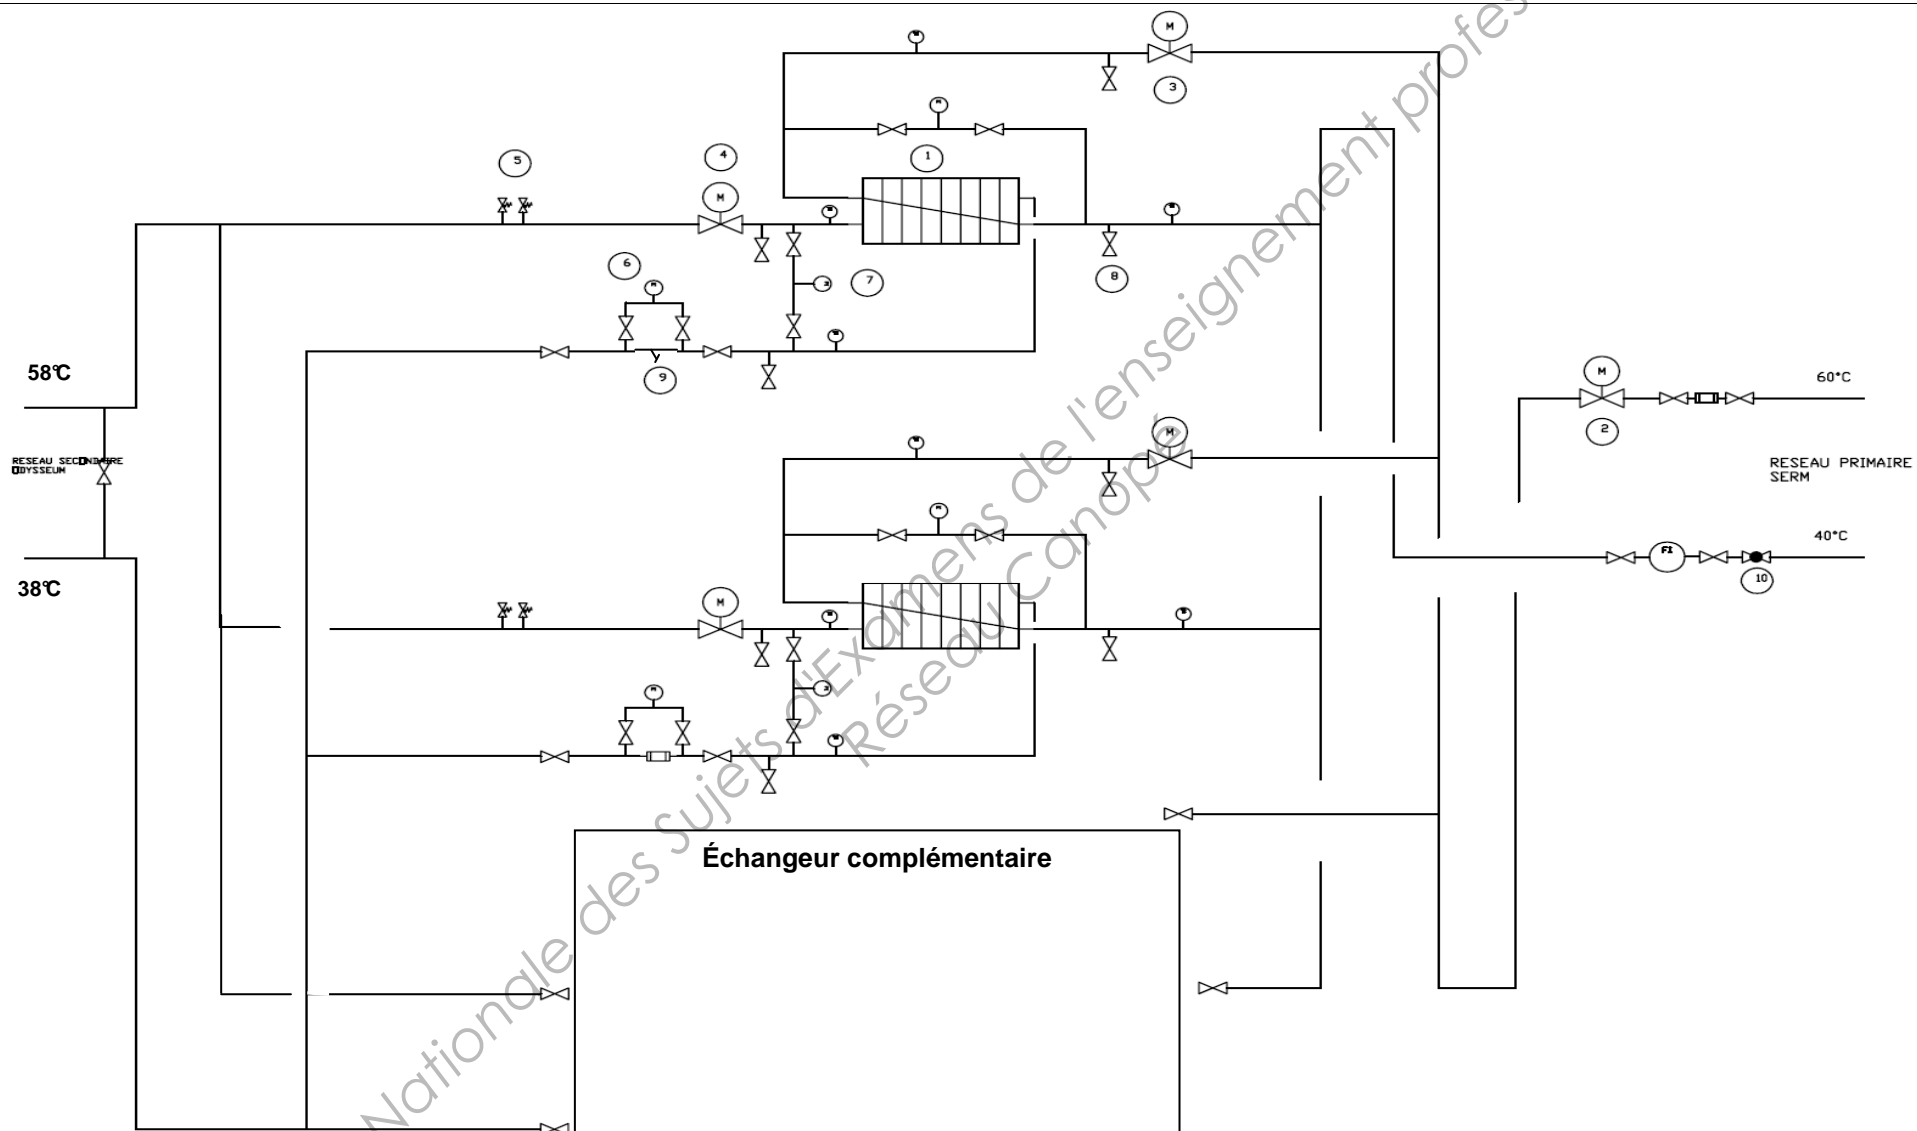 M
3
M
4
5
1
M
M
6
M
7
8
9
58°C
60°C
M
2
RESEAU SECONDAIRE
ODYSSEUM
RESEAU PRIMAIRE
SERM
M
M
40°C
FI
10
38°C
M
M
Échangeur complémentaire
Nationale des Sujets d'Examens de l'enseignement profes
Réseau Canopé